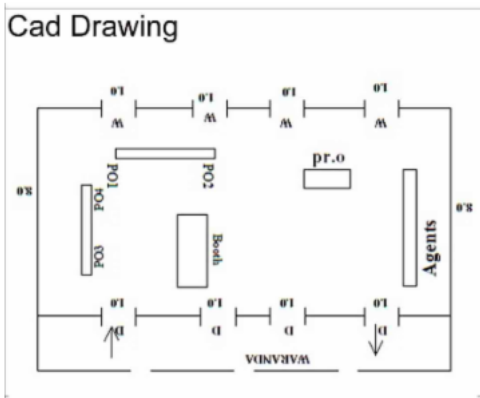 Cad Drawing
1.0 1.0 1.0 1.0
W W W W
pr.o
PO1 PO2
8.0 8.0
PO4
PO3
Booth
Agents
1.0 1.0 1.0 1.0
D D D D
WARANDA